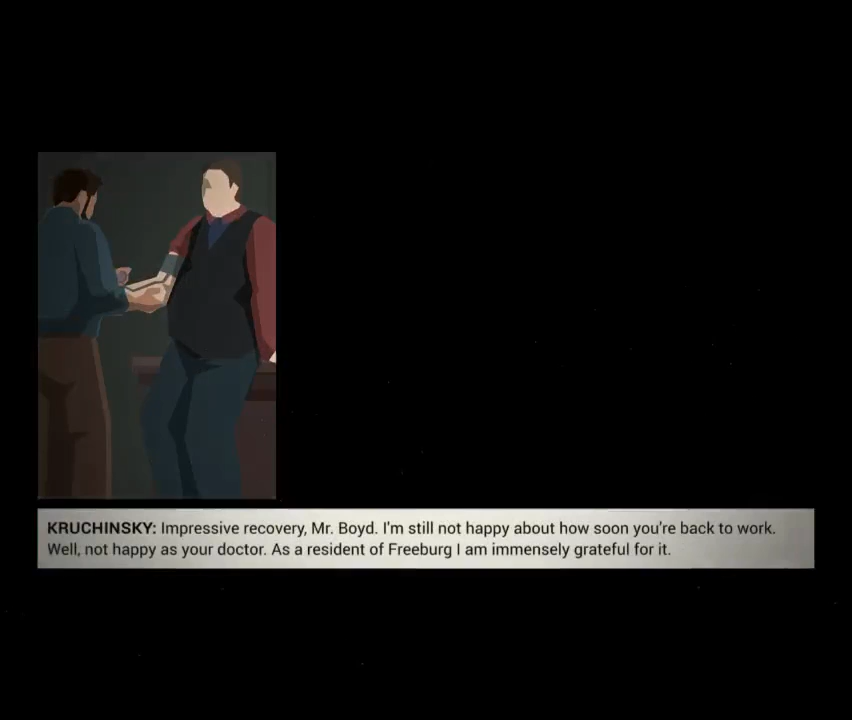 KRUCHINSKY: Impressive recovery, Mr. Boyd. I'm still not happy about how soon you're back to work.
Well, not happy as your doctor. As a resident of Freeburg I am immensely grateful for it.